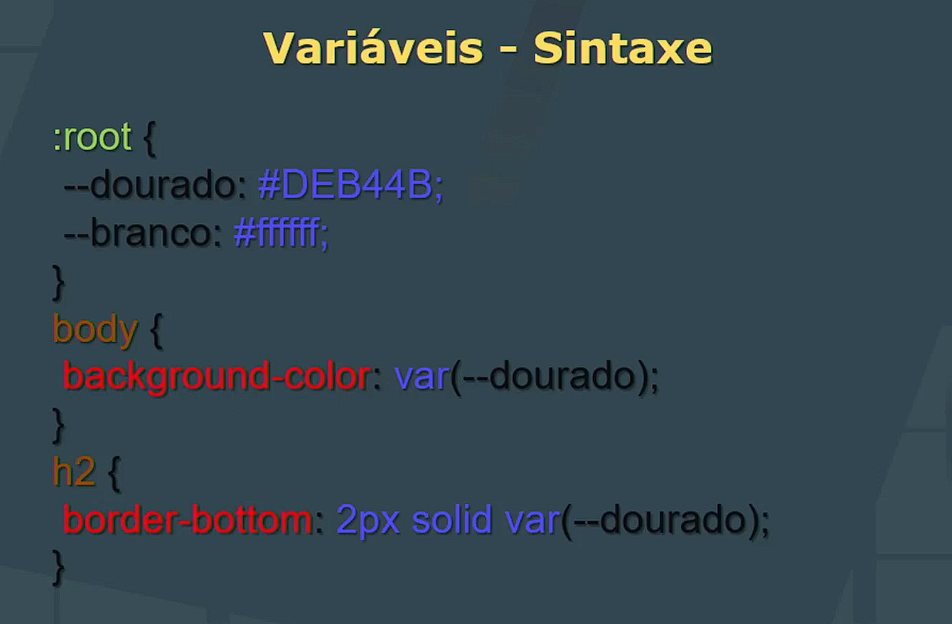 Variáveis - Sintaxe
:root {
--dourado: #DEB44B;
--branco: #ffffff;
}
body {
background-color: var(--dourado);
}
h2 {
border-bottom: 2px solid var(--dourado);
}